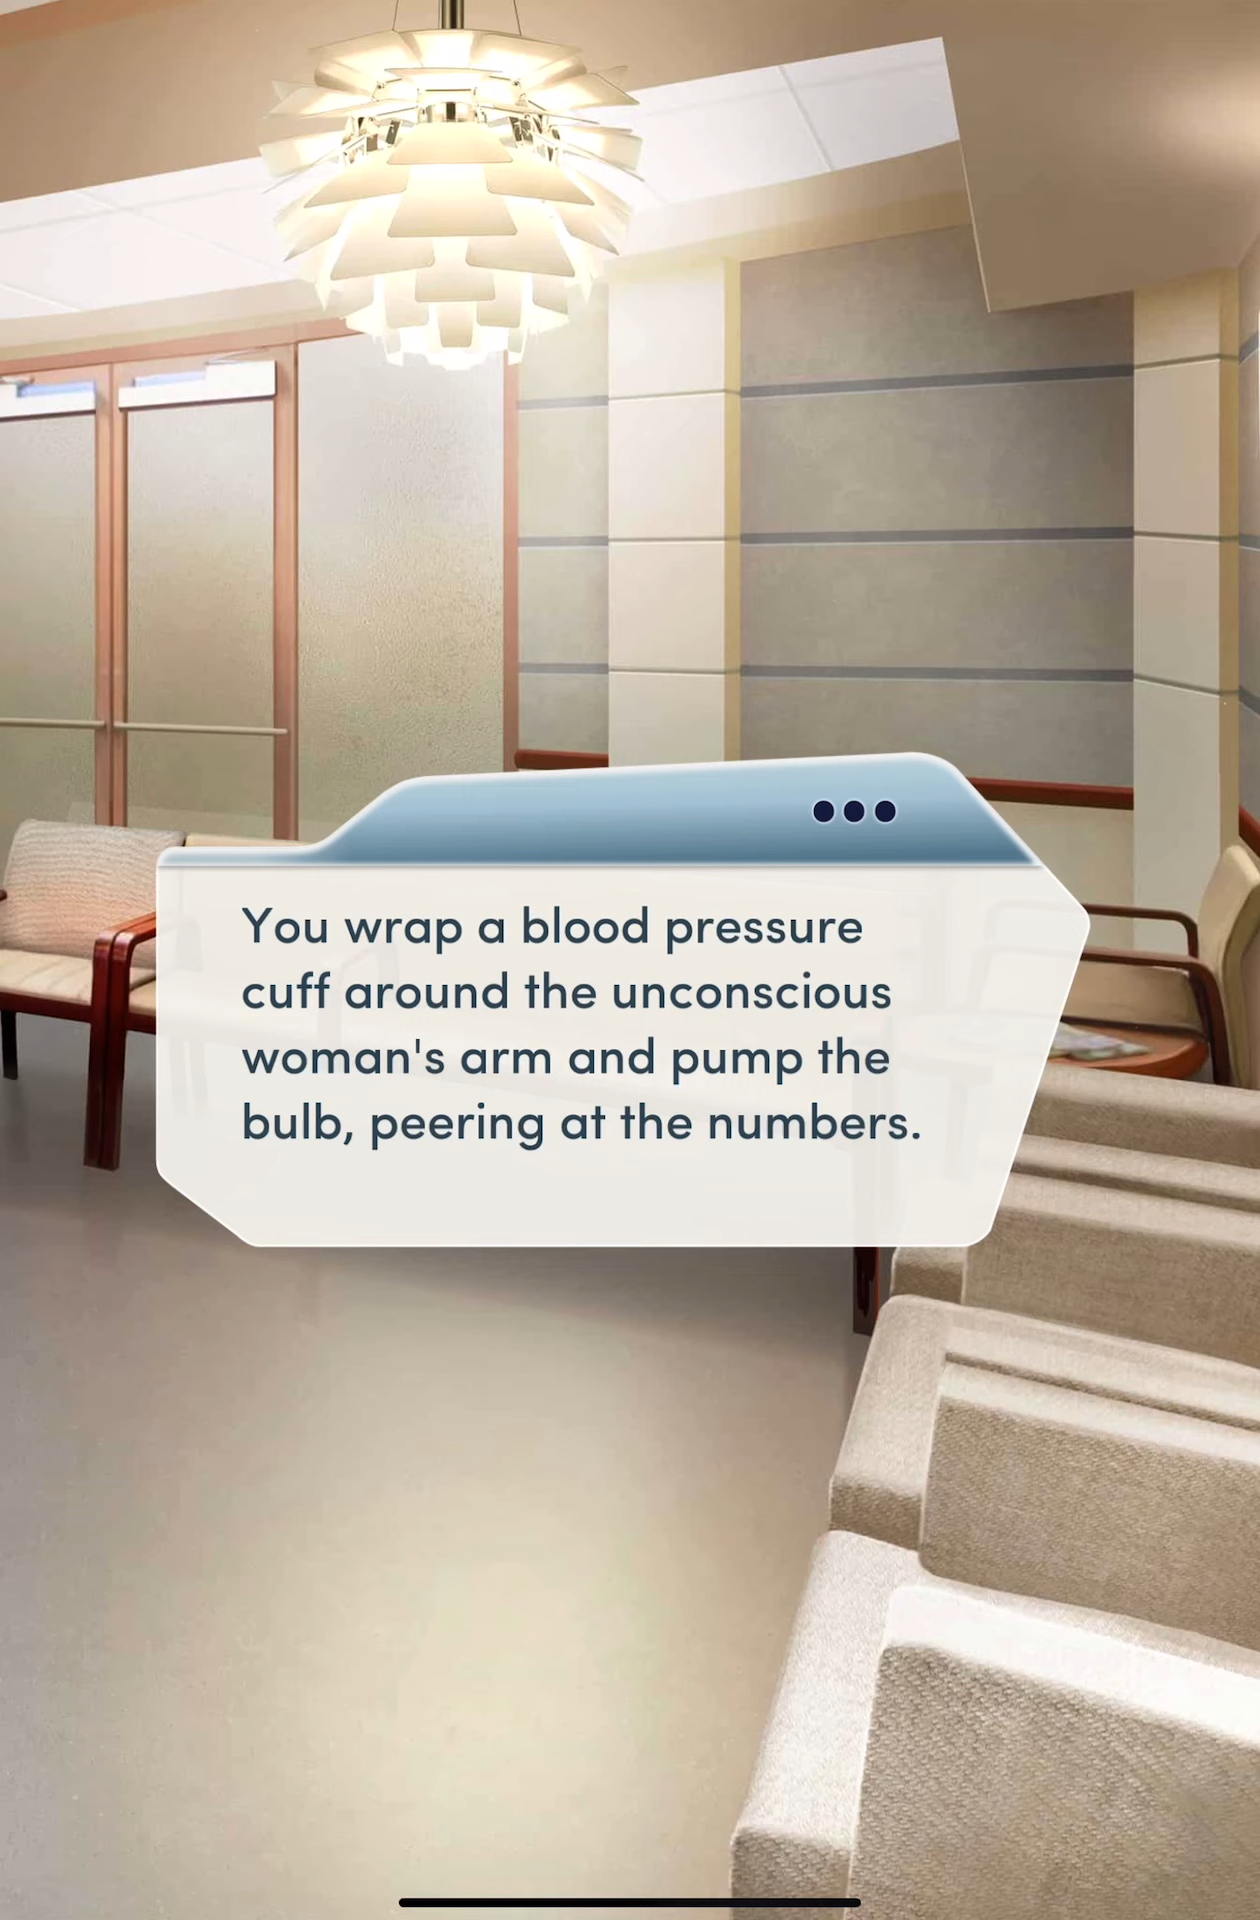 You wrap a blood pressure
cuff around the unconscious
woman's arm and pump the
bulb, peering at the numbers.